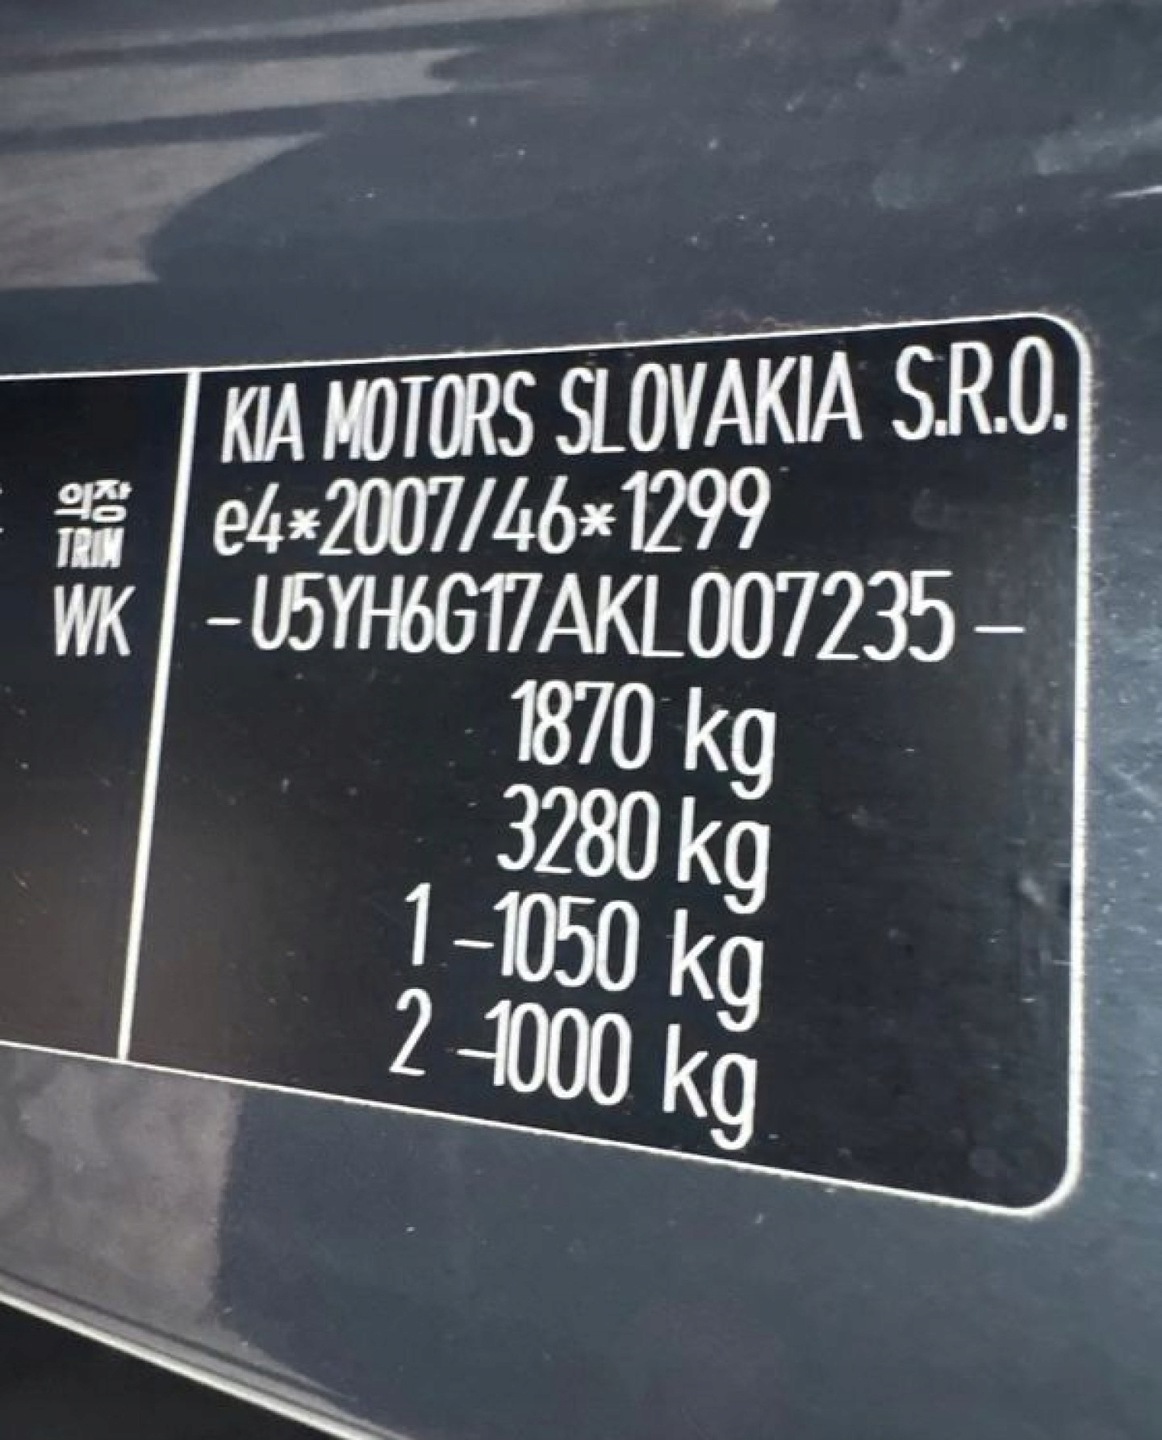 의장
TRIM
WK
KIA MOTORS SLOVAKIA S.R.O.
e4*2007/46*1299
-U5YH6G17AKL007235-
1870 kg
3280 kg
1 -1050 kg
2 -1000 kg